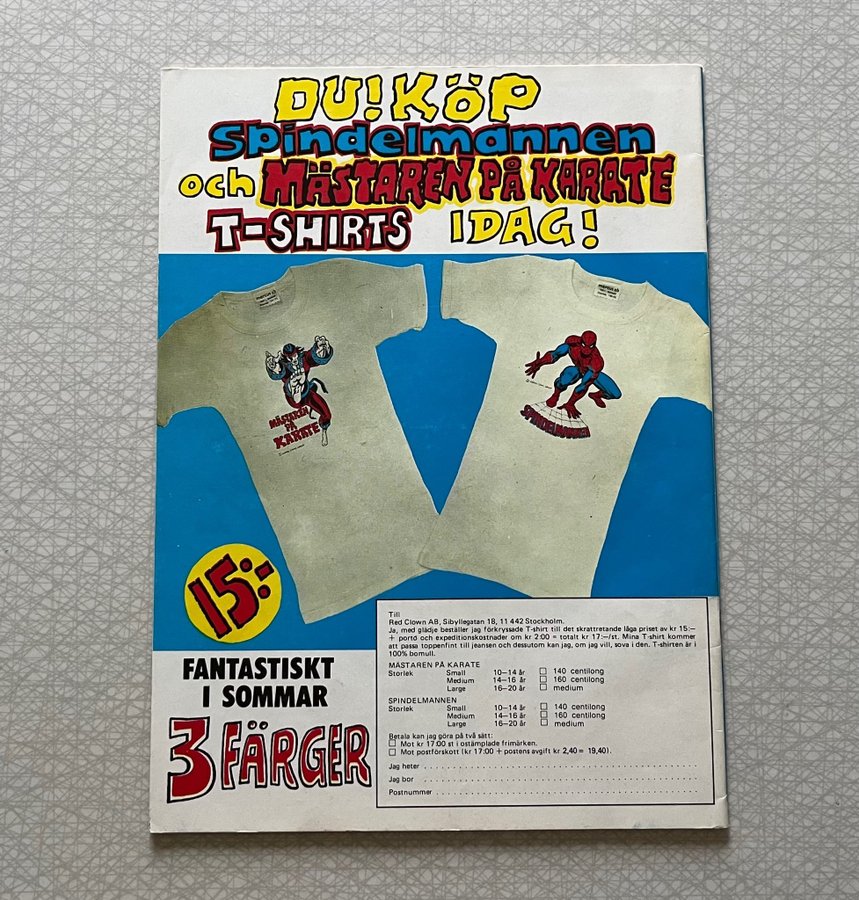 DU! KÖP
Spindelmannen
och MÄSTAREN PÅ KARATE
T-SHIRTS IDAG!
MÄSTAREN
PÅ
KARATE
SPINDELMANNEN
15:-
FANTASTISKT
I SOMMAR
3 FÄRGER
Till
Red Clown AB, Sibyllegatan 18, 11 442 Stockholm.
Ja, med glädje beställer jag förkryssade T-shirt till det skrattretande låga priset av kr 15:—
+ porto och expeditionskostnader om kr 2:00 = totalt kr 17:—/st. Mina T-shirt kommer
att passa toppenfint till jeansen och dessutom kan jag, om jag vill, sova i den. T-shirten är i
100% bomull.
MÄSTAREN PÅ KARATE
Storlek Small 10—14 år 140 centilong
Medium 14—16 år 160 centilong
Large 16—20 år medium
SPINDELMANNEN
Storlek Small 10—14 år 140 centilong
Medium 14—16 år 160 centilong
Large 16—20 år medium
Betala kan jag göra på två sätt:
Mot kr 17:00 st i ostämplade frimärken.
Mot postförskott (kr 17:00 + postens avgift kr 2,40 = 19,40).
Jag heter
Jag bor
Postnummer